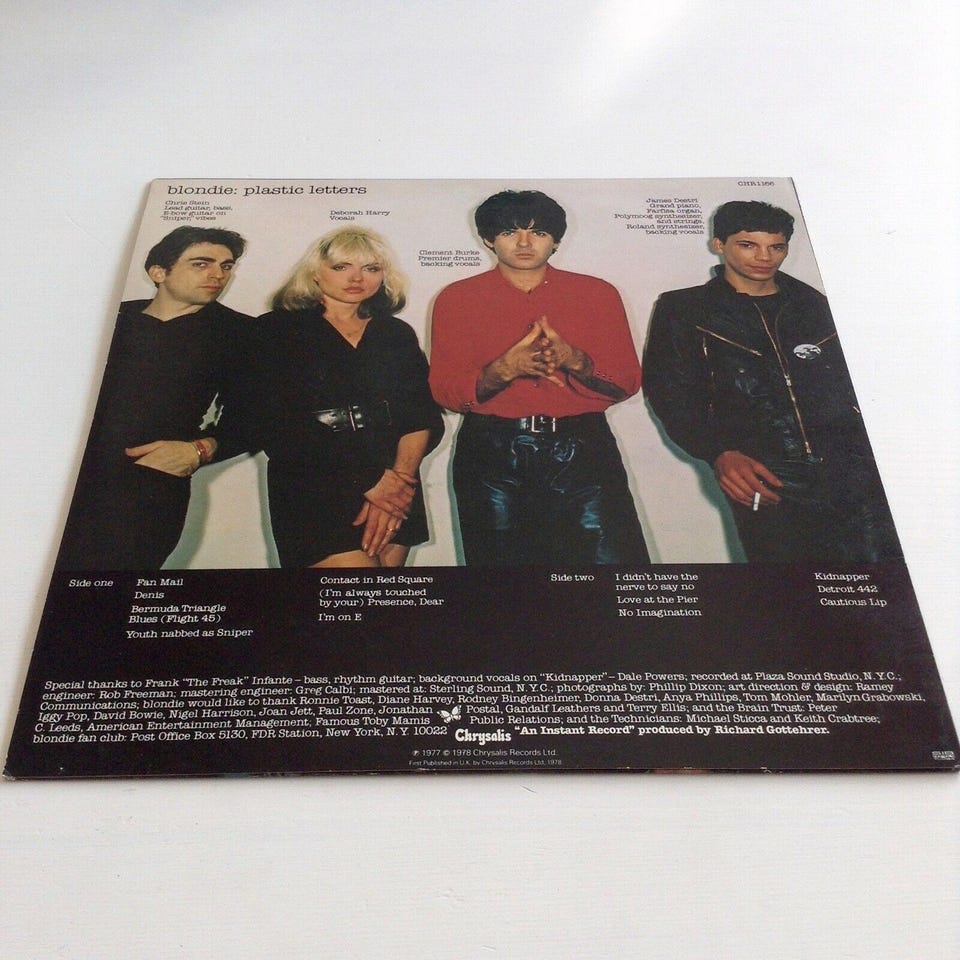 blondie: plastic letters
CHR1166
Chris Stein
Lead guitar, bass,
E-bow guitar on
"Sniper," vibes
Deborah Harry
Vocals
Clement Burke
Premier drums,
backing vocals
James Destri
Grand piano,
Farfisa organ,
Polymoog synthesizer,
and strings,
Roland synthesizer,
backing vocals
Side one
Fan Mail
Denis
Bermuda Triangle
Blues (Flight 45)
Youth nabbed as Sniper
Contact in Red Square
(I'm always touched
by your) Presence, Dear
I'm on E
Side two
I didn't have the
nerve to say no
Love at the Pier
No Imagination
Kidnapper
Detroit 442
Cautious Lip
Special thanks to Frank "The Freak" Infante – bass, rhythm guitar; background vocals on "Kidnapper" – Dale Powers; recorded at Plaza Sound Studio, N.Y.C.;
engineer: Rob Freeman; mastering engineer: Greg Calbi; mastered at: Sterling Sound, N.Y.C.; photographs by: Phillip Dixon; art direction & design: Ramey
Communications; blondie would like to thank Ronnie Toast, Diane Harvey, Rodney Bingenheimer, Donna Destri, Anya Phillips, Tom Mohler, Marilyn Grabowski,
Iggy Pop, David Bowie, Nigel Harrison, Joan Jett, Paul Zone, Jonathan Postal, Gandalf Leathers and Terry Ellis; and the Brain Trust: Peter
C. Leeds, American Entertainment Management; Famous Toby Mamis Public Relations; and the Technicians: Michael Sticca and Keith Crabtree;
blondie fan club: Post Office Box 5130, FDR Station, New York, N.Y. 10022 Chrysalis "An Instant Record" produced by Richard Gottehrer.
℗ 1977 © 1978 Chrysalis Records Ltd.
First Published in U.K. by Chrysalis Records Ltd. 1978